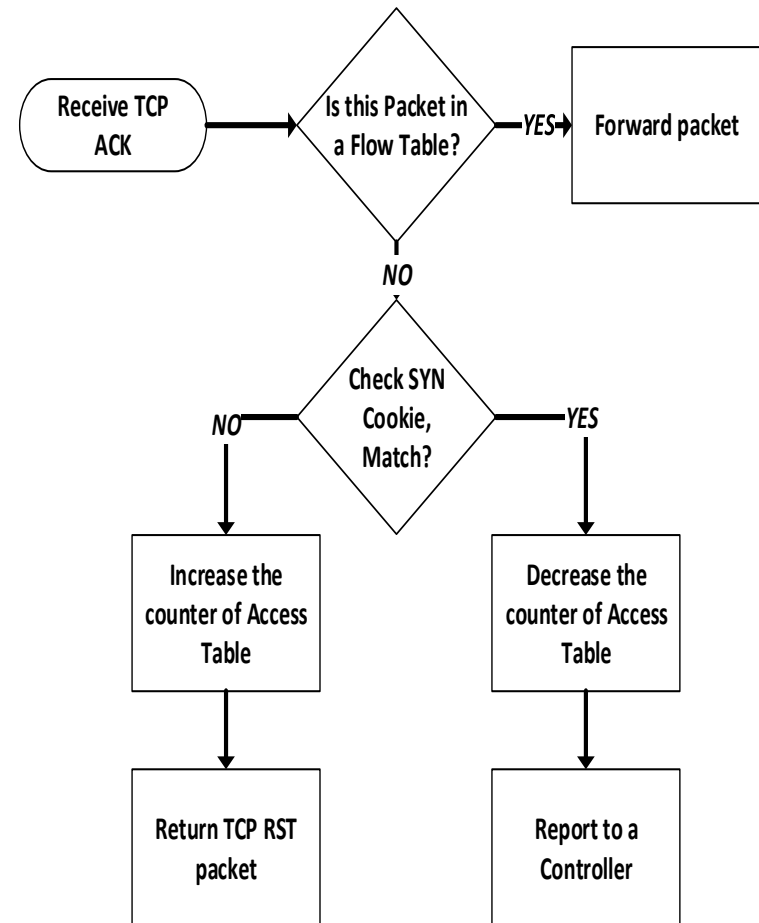 Receive TCP
ACK
Is this Packet in
a Flow Table?
YES
Forward packet
NO
Check SYN
Cookie,
Match?
NO
YES
Increase the
counter of Access
Table
Decrease the
counter of Access
Table
Return TCP RST
packet
Report to a
Controller